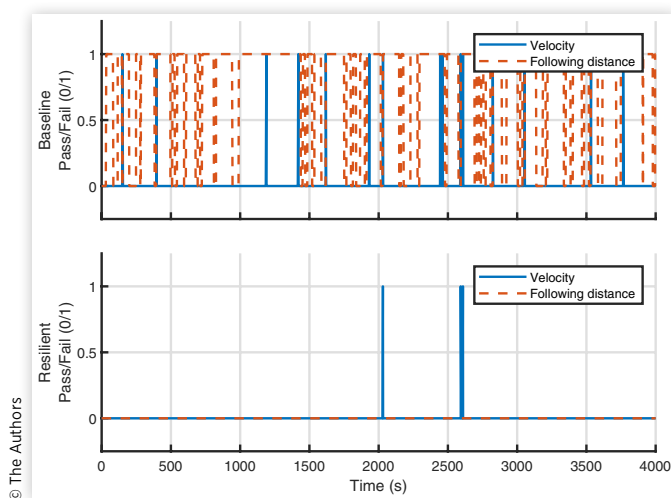 Baseline
Pass/Fail (0/1)
1
0.5
0
Velocity
Following distance
Resilient
Pass/Fail (0/1)
1
0.5
0
Velocity
Following distance
0 500 1000 1500 2000 2500 3000 3500 4000
Time (s)
© The Authors